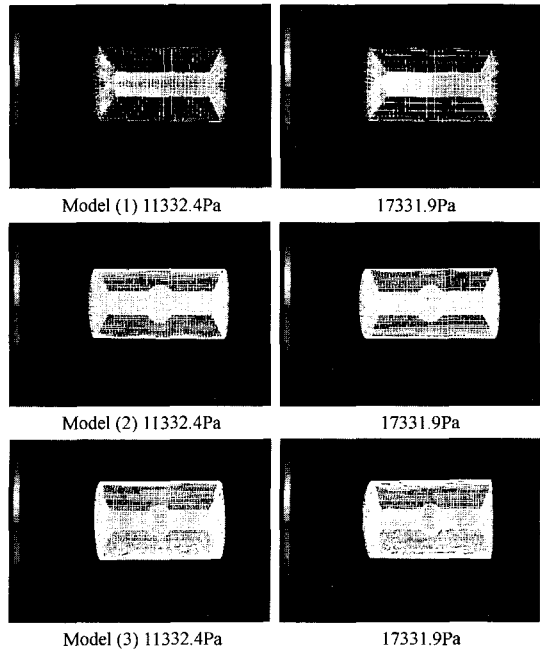 Model (1) 11332.4Pa
17331.9Pa
Model (2) 11332.4Pa
17331.9Pa
Model (3) 11332.4Pa
17331.9Pa